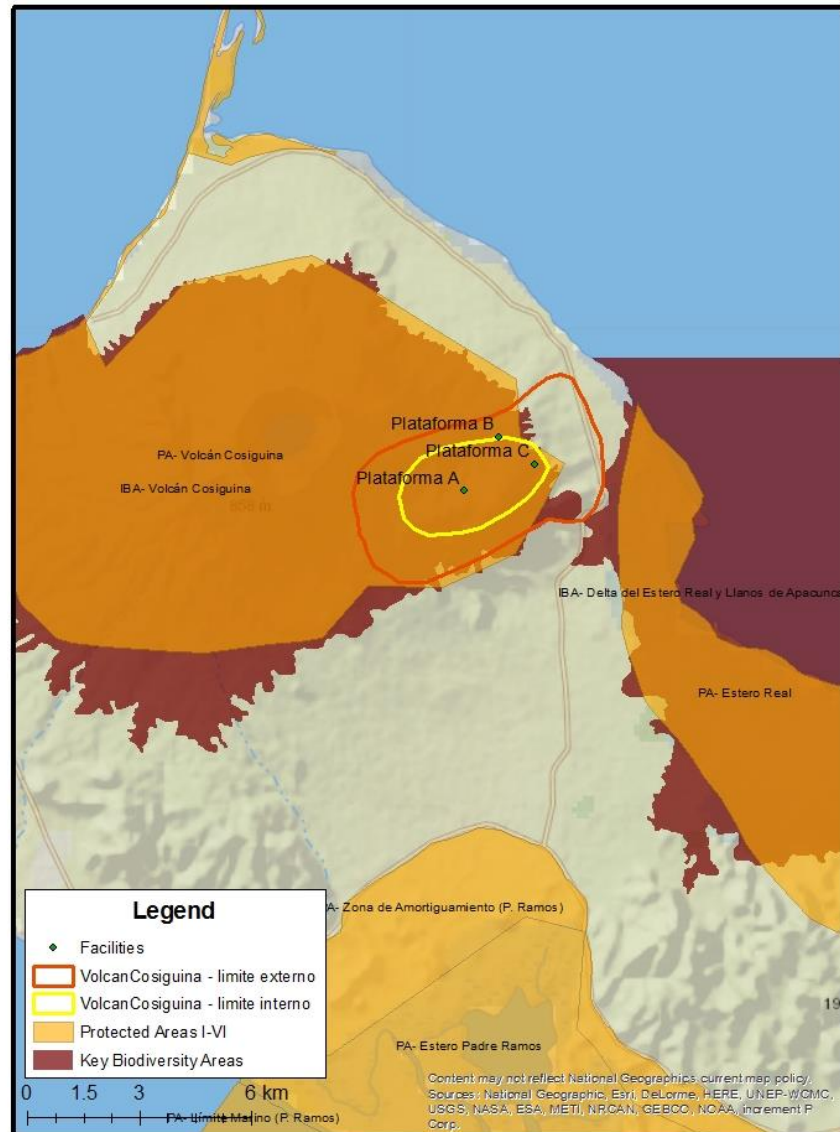 Plataforma B
PA- Volcán Cosiguina
Plataforma C
Plataforma A
IBA- Volcán Cosiguina
IBA- Delta del Estero Real y Llanos de Apacunca
PA- Estero Real
Legend
Facilities
VolcanCosiguina - limite externo
VolcanCosiguina - limite interno
Protected Areas I-VI
Key Biodiversity Areas
0 1.5 3 6 km
PA- Zona de Amortiguamiento (P. Ramos)
19
PA- Estero Padre Ramos
PA- Límite Marino (P. Ramos)
Content may not reflect National Geographic's current map policy.
Sources: National Geographic, Esri, DeLorme, HERE, UNEP-WCMC,
USGS, NASA, ESA, METI, NRCAN, GEBCO, NOAA, increment P
Corp.